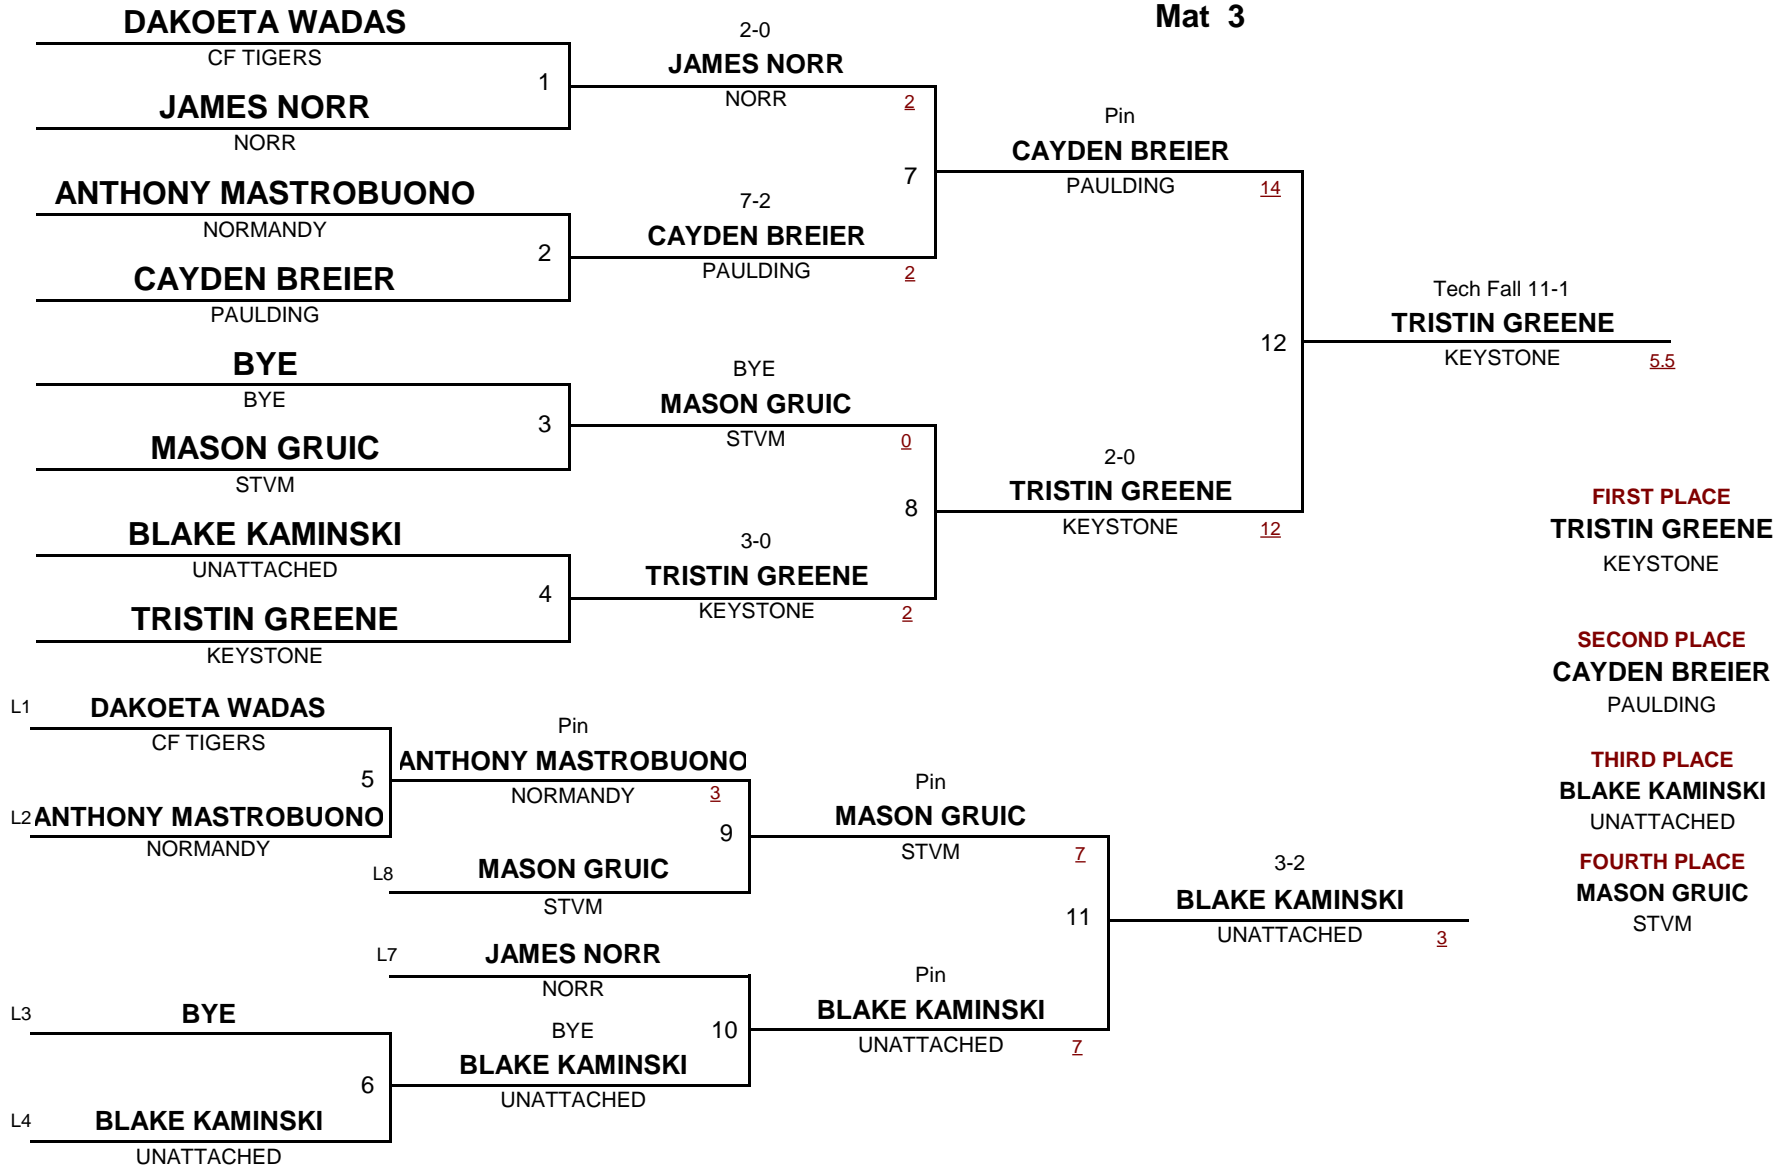 Mat 3
DAKOETA WADAS
CF TIGERS
1
JAMES NORR
NORR
2-0
JAMES NORR
NORR
2
ANTHONY MASTROBUONO
NORMANDY
2
CAYDEN BREIER
PAULDING
7-2
CAYDEN BREIER
PAULDING
2
7
Pin
CAYDEN BREIER
PAULDING
14
BYE
BYE
3
MASON GRUIC
STVM
BYE
MASON GRUIC
STVM
0
BLAKE KAMINSKI
UNATTACHED
4
TRISTIN GREENE
KEYSTONE
3-0
TRISTIN GREENE
KEYSTONE
2
8
2-0
TRISTIN GREENE
KEYSTONE
12
12
Tech Fall 11-1
TRISTIN GREENE
KEYSTONE
5.5
FIRST PLACE
TRISTIN GREENE
KEYSTONE
SECOND PLACE
CAYDEN BREIER
PAULDING
THIRD PLACE
BLAKE KAMINSKI
UNATTACHED
FOURTH PLACE
MASON GRUIC
STVM
L1
DAKOETA WADAS
CF TIGERS
5
L2
ANTHONY MASTROBUONO
NORMANDY
Pin
ANTHONY MASTROBUONO
NORMANDY
3
9
L8
MASON GRUIC
STVM
Pin
MASON GRUIC
STVM
7
L7
JAMES NORR
NORR
L3
BYE
6
L4
BLAKE KAMINSKI
UNATTACHED
BYE
BLAKE KAMINSKI
UNATTACHED
10
Pin
BLAKE KAMINSKI
UNATTACHED
7
11
3-2
BLAKE KAMINSKI
UNATTACHED
3